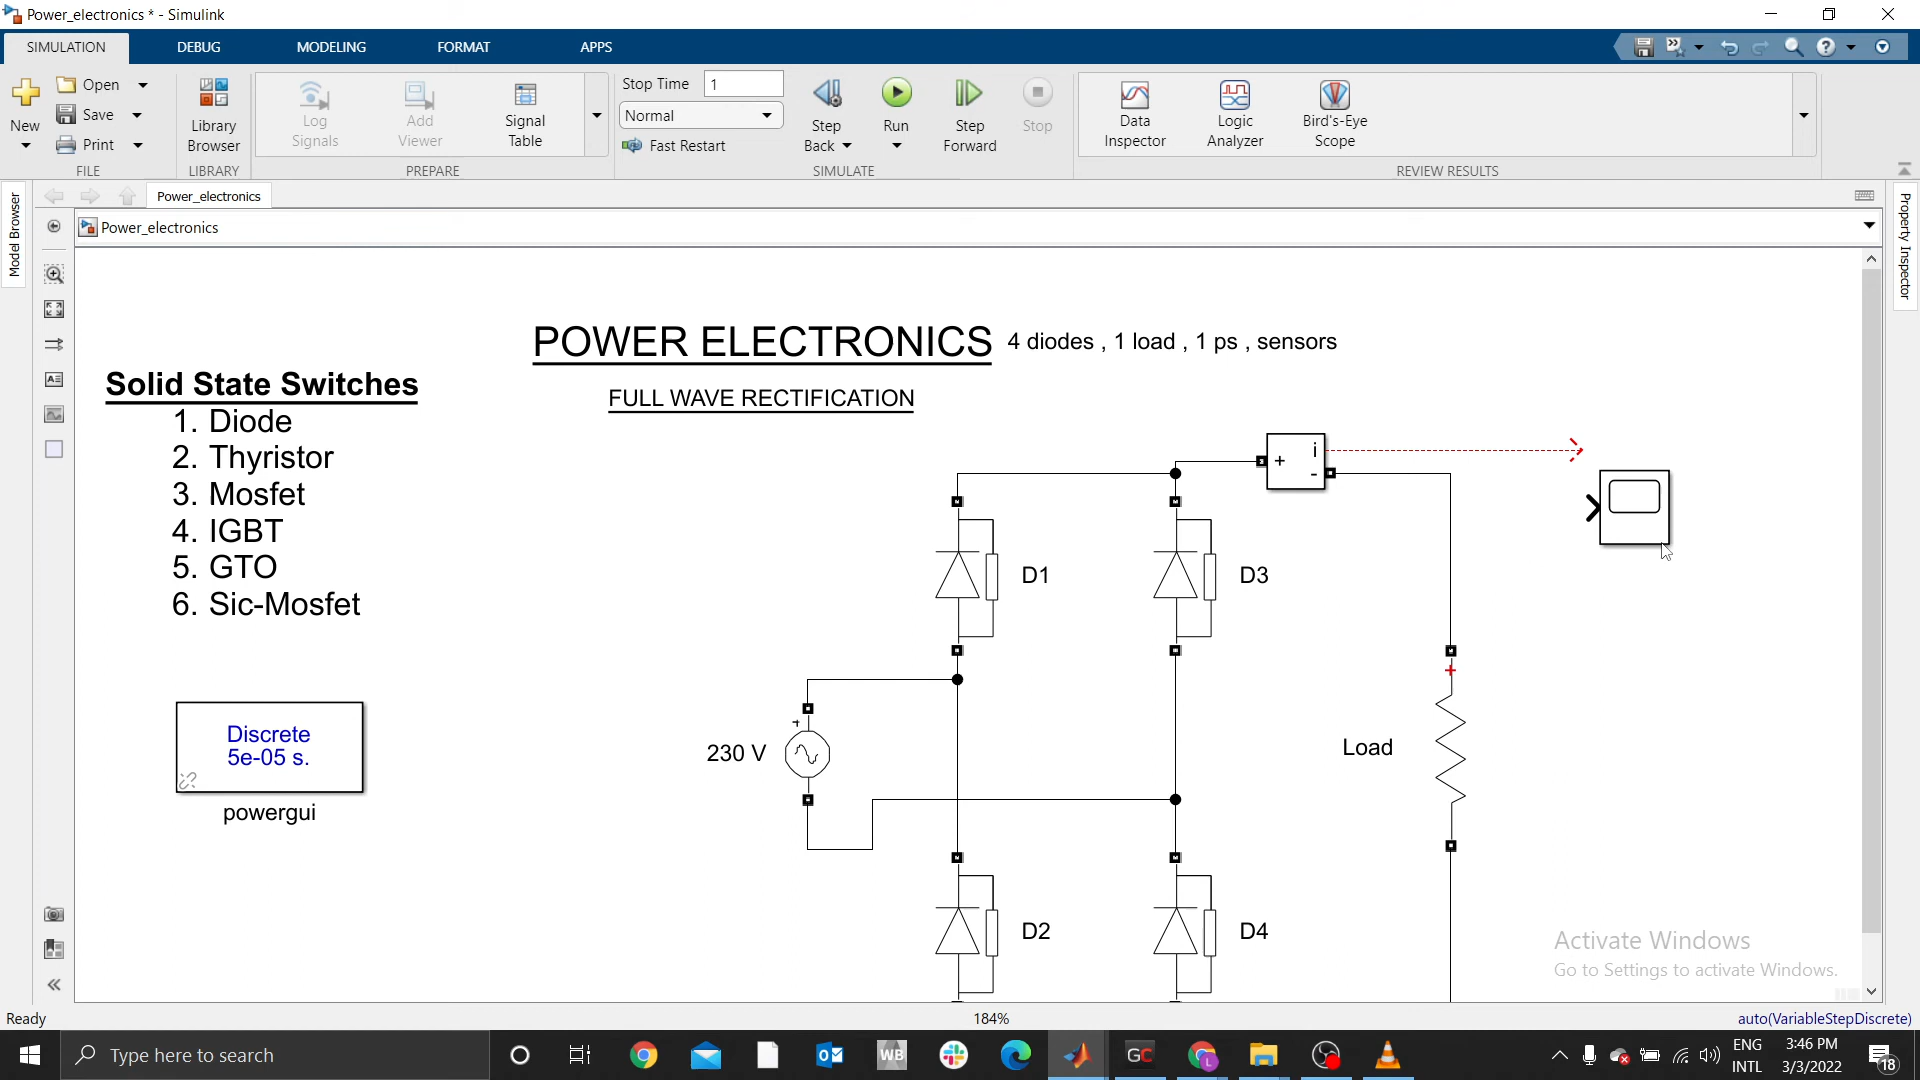 Power_electronics * - Simulink
SIMULATION
DEBUG
MODELING
FORMAT
APPS
New
Open
Save
Print
FILE
Library
Browser
LIBRARY
Log
Signals
Add
Viewer
Signal
Table
PREPARE
Stop Time
1
Normal
Fast Restart
Step
Back
Run
Step
Forward
Stop
SIMULATE
Data
Inspector
Logic
Analyzer
Bird's-Eye
Scope
REVIEW RESULTS
Model Browser
Property Inspector
Power_electronics
Power_electronics
POWER ELECTRONICS
4 diodes , 1 load , 1 ps , sensors
FULL WAVE RECTIFICATION
Solid State Switches
1. Diode
2. Thyristor
3. Mosfet
4. IGBT
5. GTO
6. Sic-Mosfet
+ i
-
D1
D3
+
+
230 V
Load
Discrete
5e-05 s.
powergui
D2
D4
Activate Windows
Go to Settings to activate Windows.
Ready
184%
auto(VariableStepDiscrete)
Type here to search
WB
GC
L
ENG
INTL
3:46 PM
3/3/2022
18